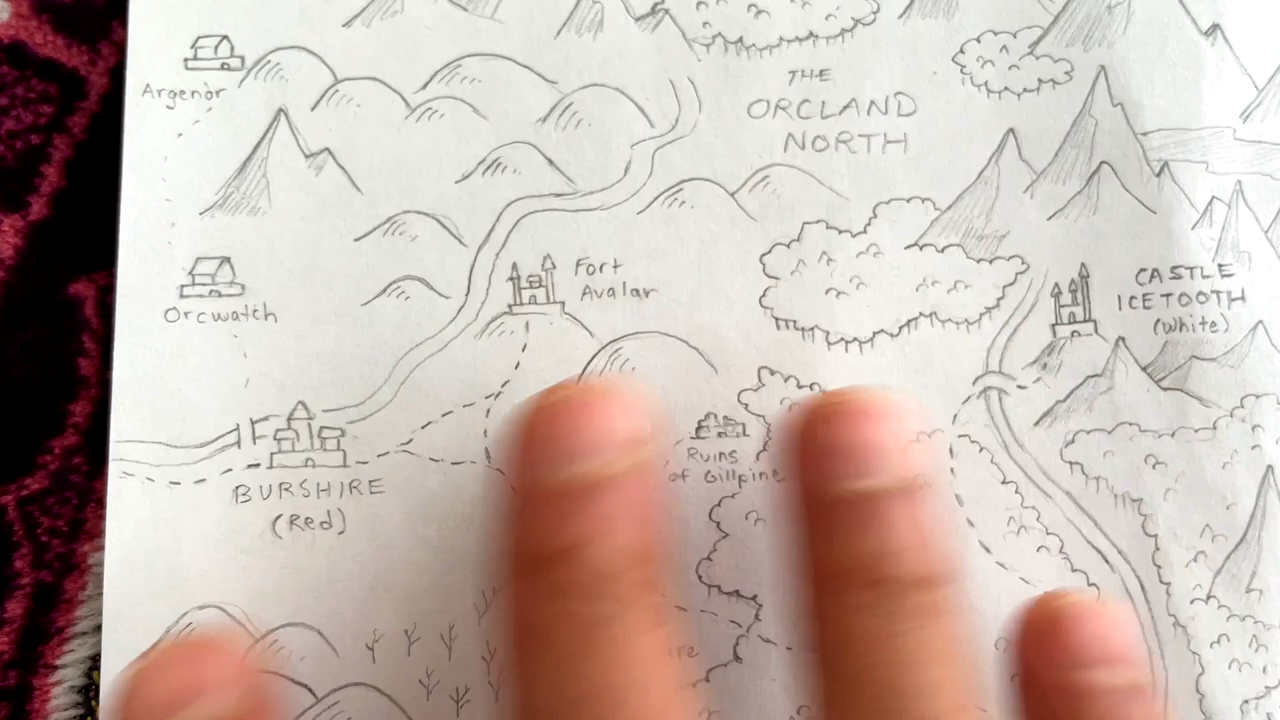 Argenor
THE
ORCLAND
NORTH
Orcwatch
Fort
Avalar
CASTLE
ICETOOTH
(White)
BURSHIRE
(Red)
Ruins
of Gillpine